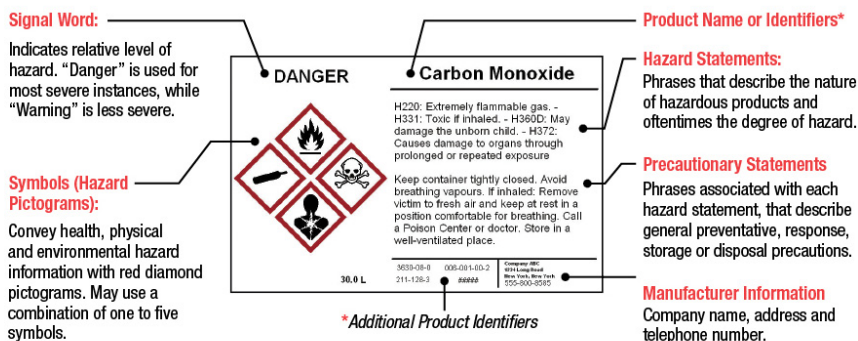 Signal Word:
Indicates relative level of
hazard. “Danger” is used for
most severe instances, while
“Warning” is less severe.
Symbols (Hazard
Pictograms):
Convey health, physical
and environmental hazard
information with red diamond
pictograms. May use a
combination of one to five
symbols.
DANGER
30.0 L
Carbon Monoxide
H220: Extremely flammable gas. -
H331: Toxic if inhaled. - H360D: May
damage the unborn child. - H372:
Causes damage to organs through
prolonged or repeated exposure
Keep container tightly closed. Avoid
breathing vapours. If inhaled: Remove
victim to fresh air and keep at rest in a
position comfortable for breathing. Call
a Poison Center or doctor. Store in a
well-ventilated place.
3639-08-0 006-001-00-2
211-128-3 #####
Company ABC
1234 Long Road
New York, New York
555-800-8585
*Additional Product Identifiers
Product Name or Identifiers*
Hazard Statements:
Phrases that describe the nature
of hazardous products and
oftentimes the degree of hazard.
Precautionary Statements
Phrases associated with each
hazard statement, that describe
general preventative, response,
storage or disposal precautions.
Manufacturer Information
Company name, address and
telephone number.